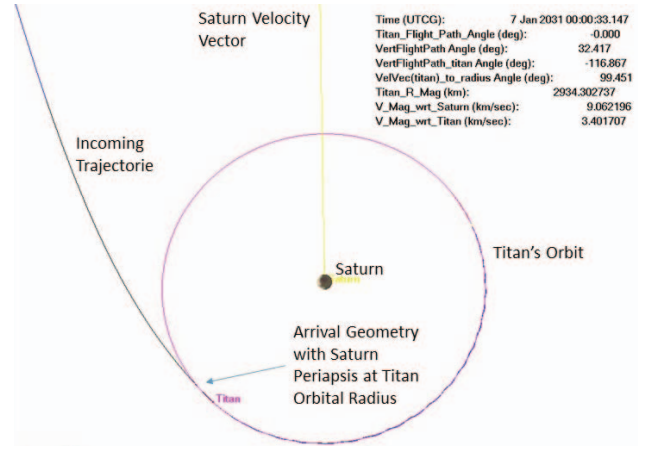 Saturn Velocity
Vector
Time (UTCG): 7 Jan 2031 00:00:33.147
Titan_Flight_Path_Angle (deg): -0.000
VertFlightPath Angle (deg): 32.417
VertFlightPath_titan Angle (deg): -116.867
VelVec(titan)_to_radius Angle (deg): 99.451
Titan_R_Mag (km): 2934.302737
V_Mag_wrt_Saturn (km/sec): 9.062196
V_Mag_wrt_Titan (km/sec): 3.401707
Incoming
Trajectorie
Titan's Orbit
Saturn
Arrival Geometry
with Saturn
Periapsis at Titan
Orbital Radius
Titan